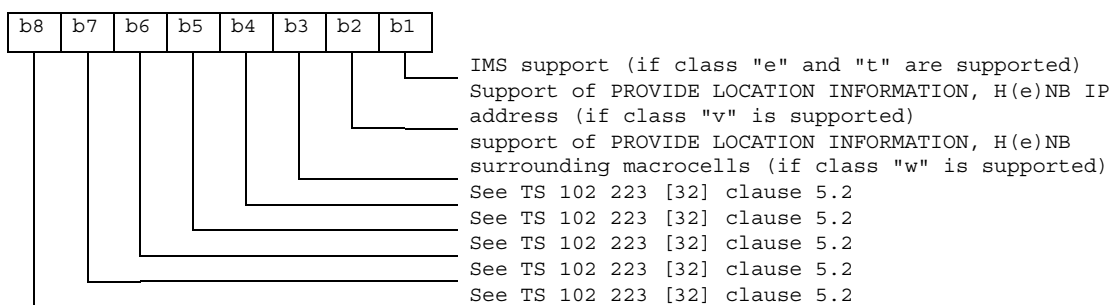 b8 b7 b6 b5 b4 b3 b2 b1
IMS support (if class "e" and "t" are supported)
Support of PROVIDE LOCATION INFORMATION, H(e)NB IP
address (if class "v" is supported)
support of PROVIDE LOCATION INFORMATION, H(e)NB
surrounding macrocells (if class "w" is supported)
See TS 102 223 [32] clause 5.2
See TS 102 223 [32] clause 5.2
See TS 102 223 [32] clause 5.2
See TS 102 223 [32] clause 5.2
See TS 102 223 [32] clause 5.2